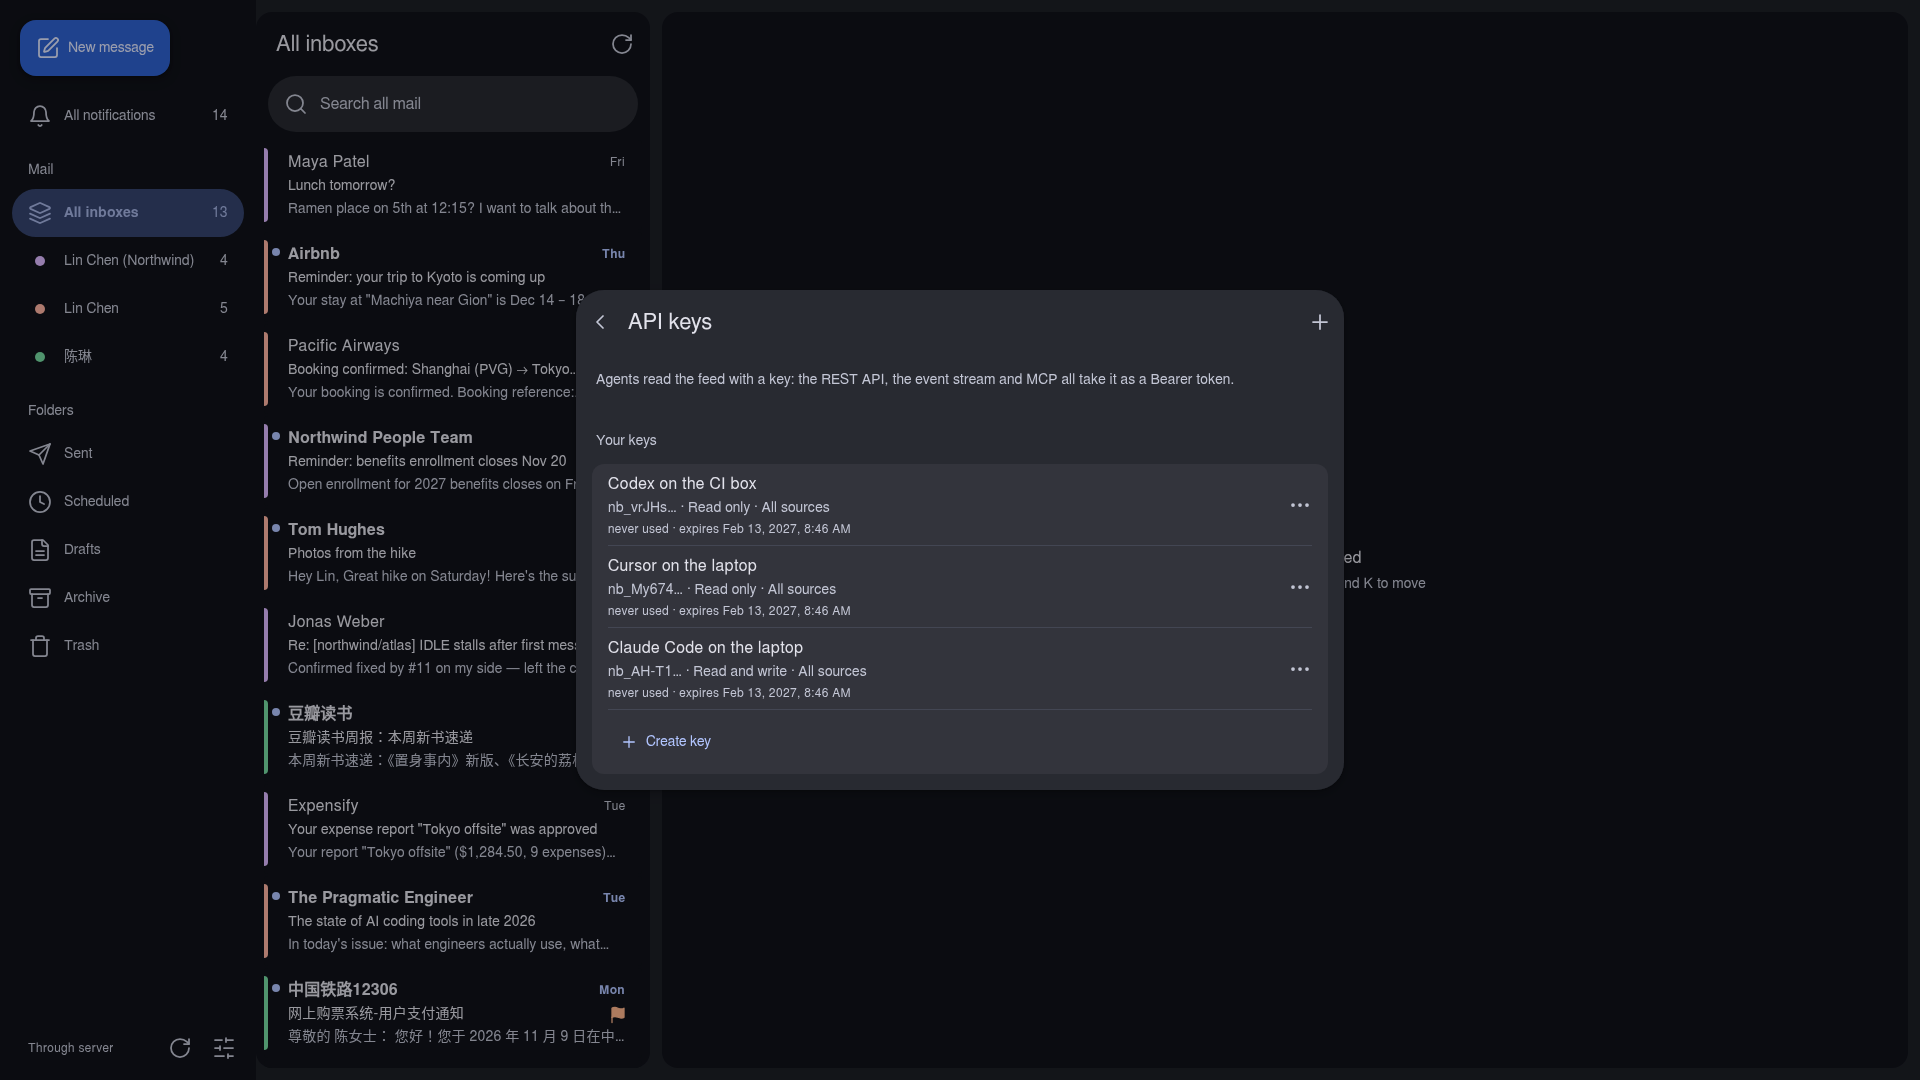 New message
All notifications 14
Mail
All inboxes 13
Lin Chen (Northwind) 4
Lin Chen 5
陈琳 4
Folders
Sent
Scheduled
Drafts
Archive
Trash
Through server
All inboxes
Search all mail
Maya Patel Fri
Lunch tomorrow?
Ramen place on 5th at 12:15? I want to talk about th…
Airbnb Thu
Reminder: your trip to Kyoto is coming up
Your stay at "Machiya near Gion" is Dec 14 – 18
Pacific Airways
Booking confirmed: Shanghai (PVG) → Tokyo…
Your booking is confirmed. Booking reference:
Northwind People Team
Reminder: benefits enrollment closes Nov 20
Open enrollment for 2027 benefits closes on Fr
Tom Hughes
Photos from the hike
Hey Lin, Great hike on Saturday! Here's the su
Jonas Weber
Re: [northwind/atlas] IDLE stalls after first mes
Confirmed fixed by #11 on my side — left the c
豆瓣读书
豆瓣读书周报：本周新书速递
本周新书速递：《置身事内》新版、《长安的荔
Expensify Tue
Your expense report "Tokyo offsite" was approved
Your report "Tokyo offsite" ($1,284.50, 9 expenses)…
The Pragmatic Engineer Tue
The state of AI coding tools in late 2026
In today's issue: what engineers actually use, what…
中国铁路12306 Mon
网上购票系统-用户支付通知
尊敬的 陈女士： 您好！您于 2026 年 11 月 9 日在中…
API keys
Agents read the feed with a key: the REST API, the event stream and MCP all take it as a Bearer token.
Your keys
Codex on the CI box
nb_vrJHs… · Read only · All sources
never used · expires Feb 13, 2027, 8:46 AM
Cursor on the laptop
nb_My674… · Read only · All sources
never used · expires Feb 13, 2027, 8:46 AM
Claude Code on the laptop
nb_AH-T1… · Read and write · All sources
never used · expires Feb 13, 2027, 8:46 AM
Create key
ed
nd K to move